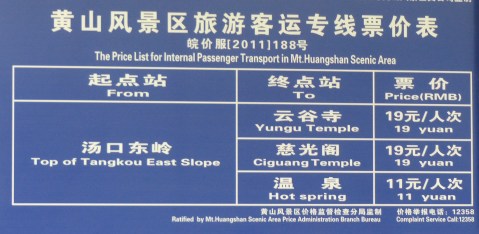 黄山风景区旅游客运专线票价表
皖价服[2011]188号
The Price List for Internal Passenger Transport in Mt.Huangshan Scenic Area
起点站 终点站 票价
From To Price(RMB)
云谷寺 19元/人次
Yungu Temple 19 yuan
汤口东岭 慈光阁 19元/人次
Top of Tangkou East Slope Ciguang Temple 19 yuan
温泉 11元/人次
Hot spring 11 yuan
黄山风景区价格监督检查分局监制 价格举报电话：12358
Ratified by Mt.Huangshan Scenic Area Price Administration Branch Bureau Complaint Service Call:12358